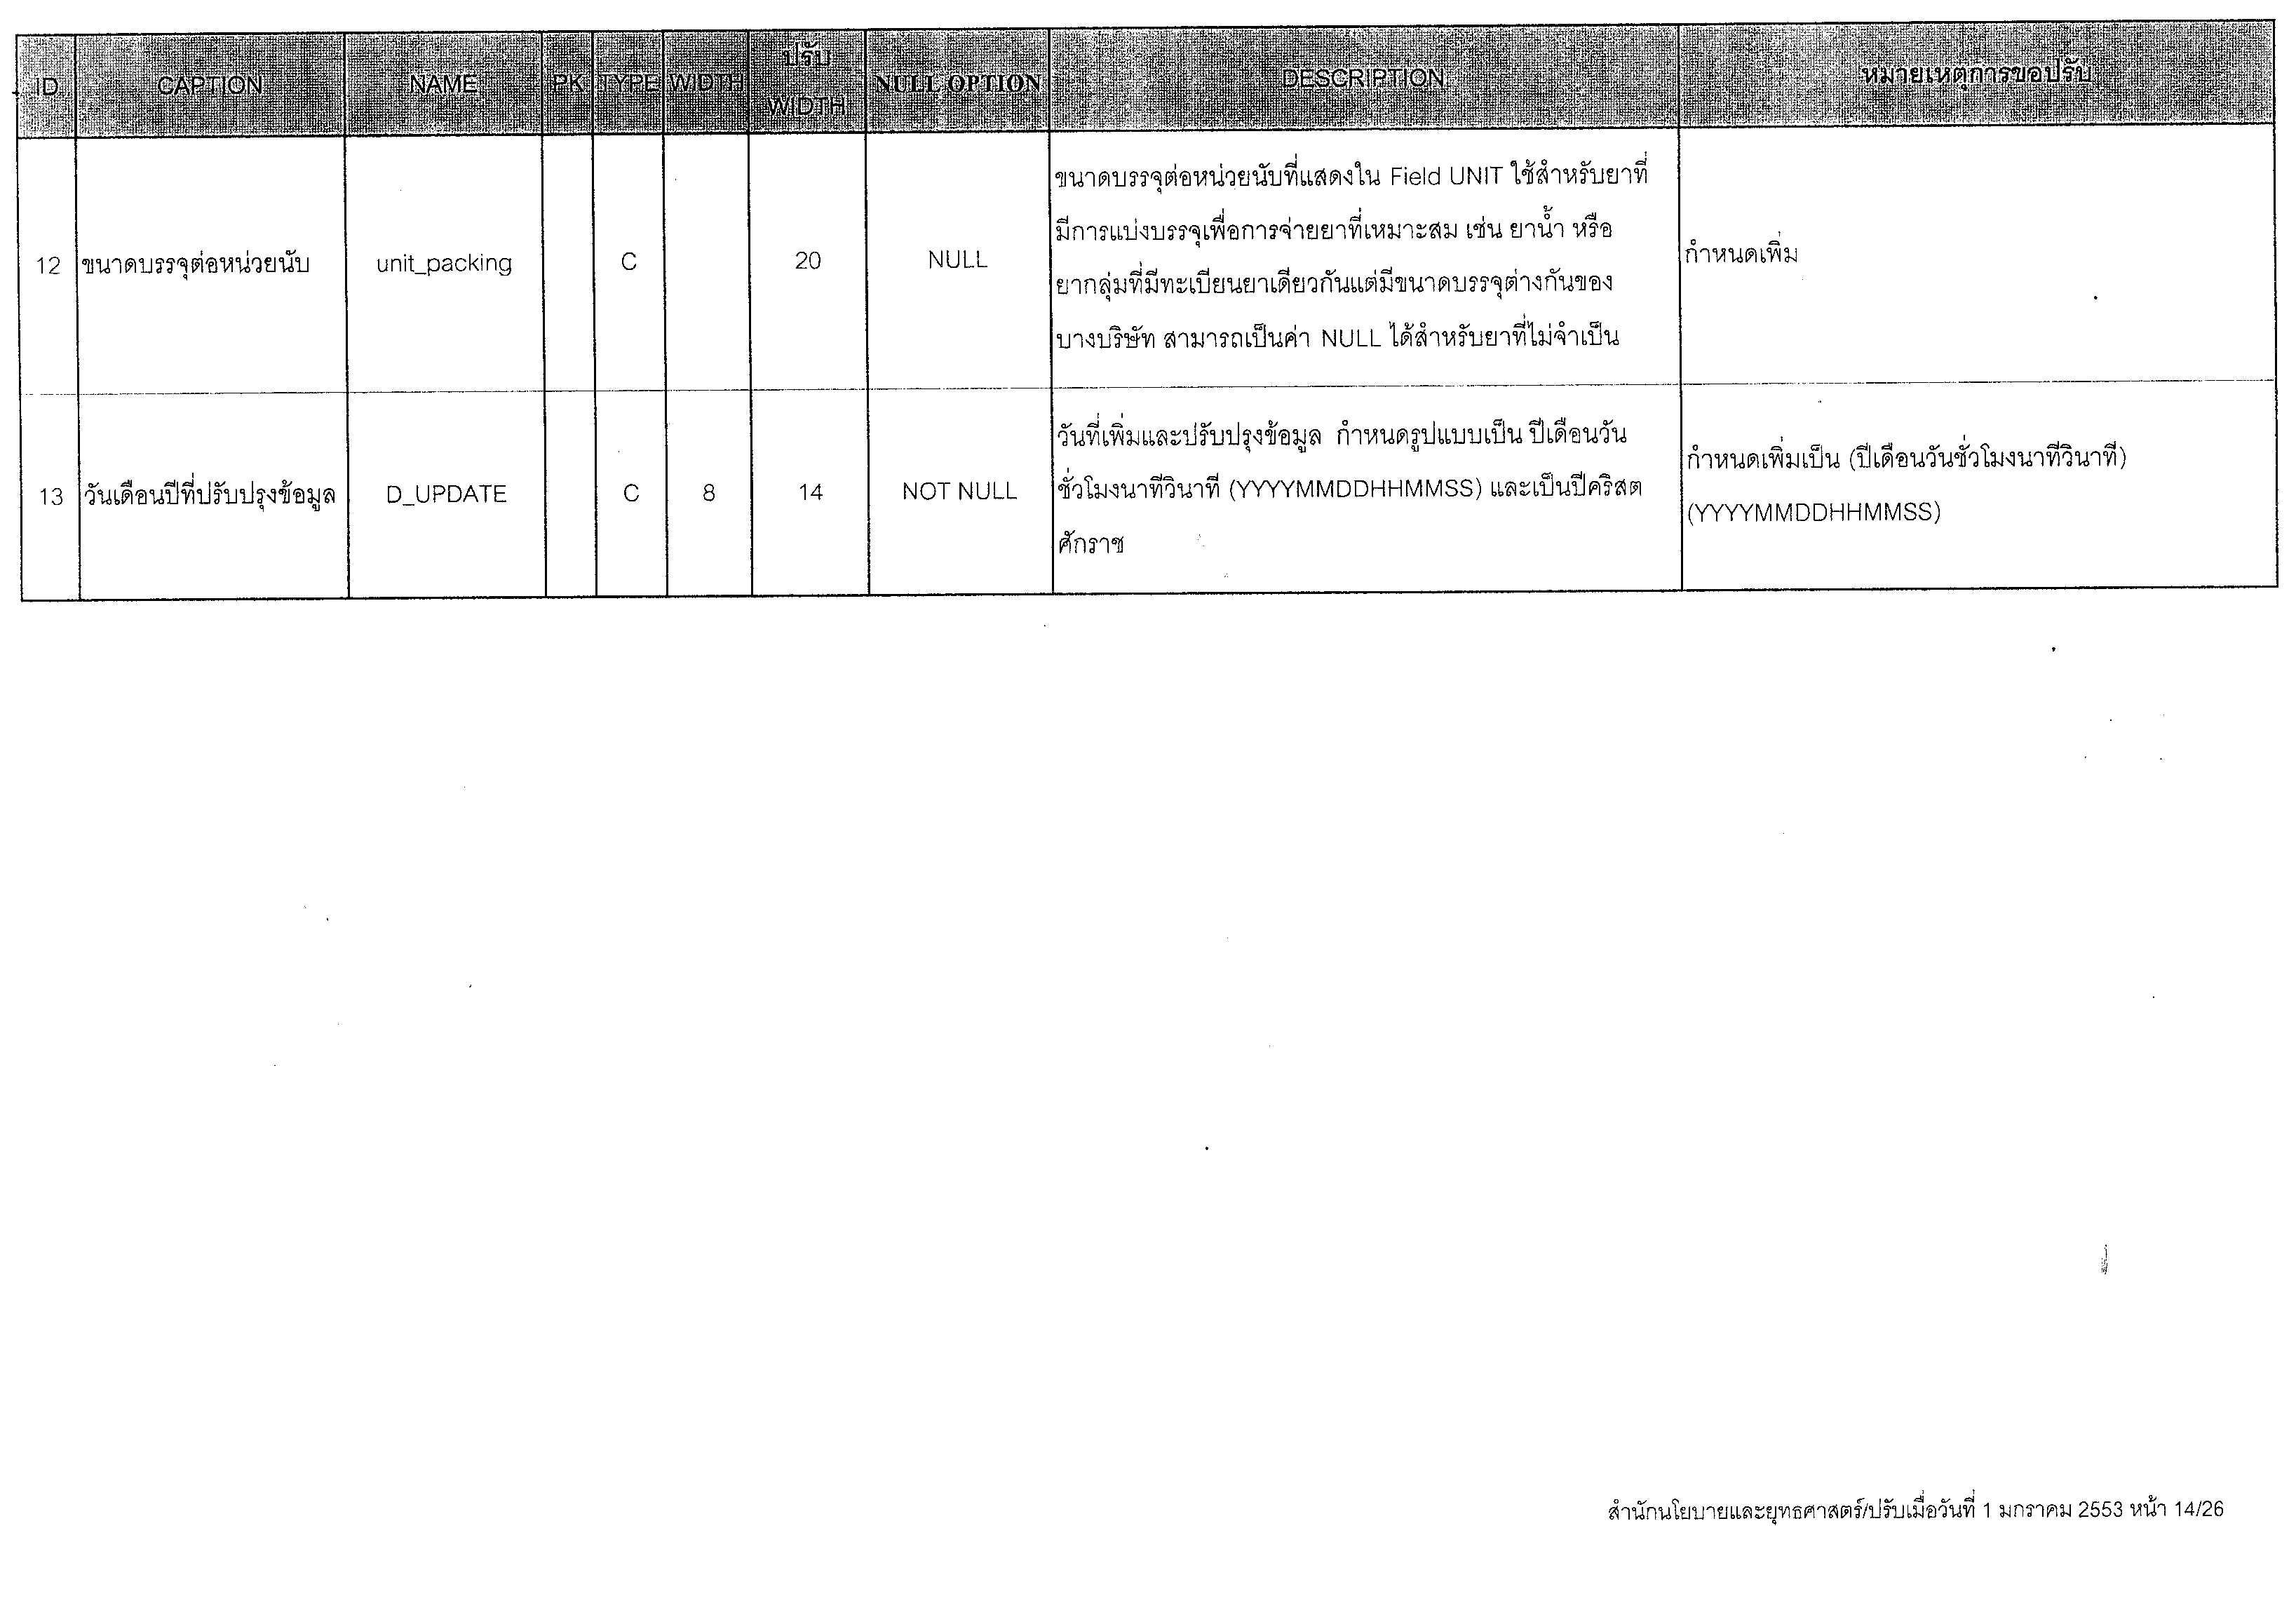 ID CAPTION NAME PK TYPE WIDTH ปรับ WIDTH NULL OPTION DESCRIPTION หมายเหตุการขอปรับ
12 ขนาดบรรจุต่อหน่วยนับ unit_packing C 20 NULL
ขนาดบรรจุต่อหน่วยนับที่แสดงใน Field UNIT ใช้สำหรับยาที่
มีการแบ่งบรรจุเพื่อการจ่ายยาที่เหมาะสม เช่น ยาน้ำ หรือ
ยากลุ่มที่มีทะเบียนยาเดียวกันแต่มีขนาดบรรจุต่างกันของ
บางบริษัท สามารถเป็นค่า NULL ได้สำหรับยาที่ไม่จำเป็น
กำหนดเพิ่ม
13 วันเดือนปีที่ปรับปรุงข้อมูล D_UPDATE C 8 14 NOT NULL
วันที่เพิ่มและปรับปรุงข้อมูล กำหนดรูปแบบเป็น ปีเดือนวัน
ชั่วโมงนาทีวินาที (YYYYMMDDHHMMSS) และเป็นปีคริสต
ศักราช
กำหนดเพิ่มเป็น (ปีเดือนวันชั่วโมงนาทีวินาที)
(YYYYMMDDHHMMSS)
สำนักนโยบายและยุทธศาสตร์/ปรับเมื่อวันที่ 1 มกราคม 2553 หน้า 14/26